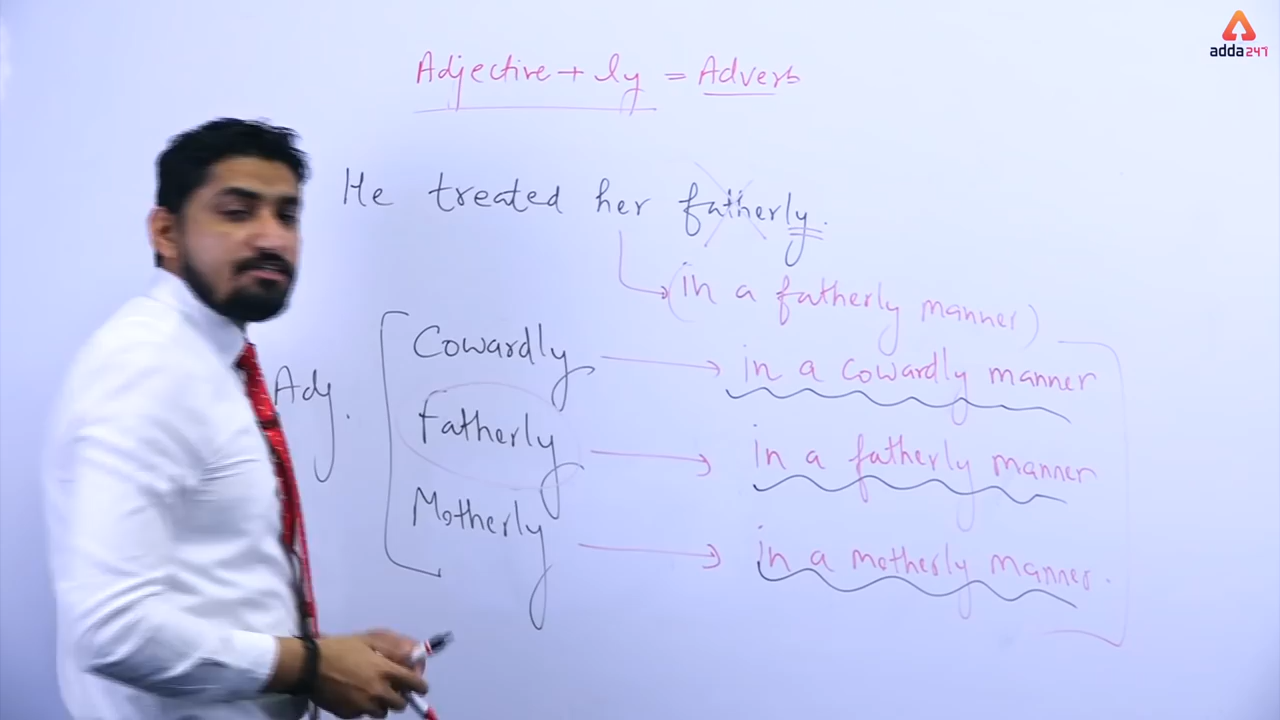 adda247
Adjective + ly = Adverb
He treated her fatherly.
(in a fatherly manner)
Adj.
Cowardly
in a cowardly manner
Fatherly
in a fatherly manner
Motherly
in a motherly manner.